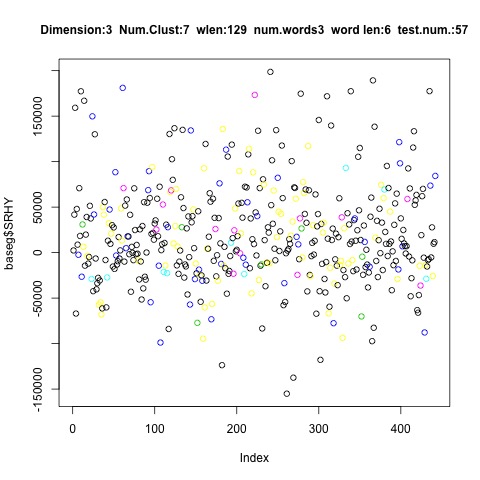 Dimension:3 Num.Clust:7 wlen:129 num.words3 word len:6 test.num.:57
baseg$SRHY
150000
50000
0
-50000
-150000
0 100 200 300 400
Index